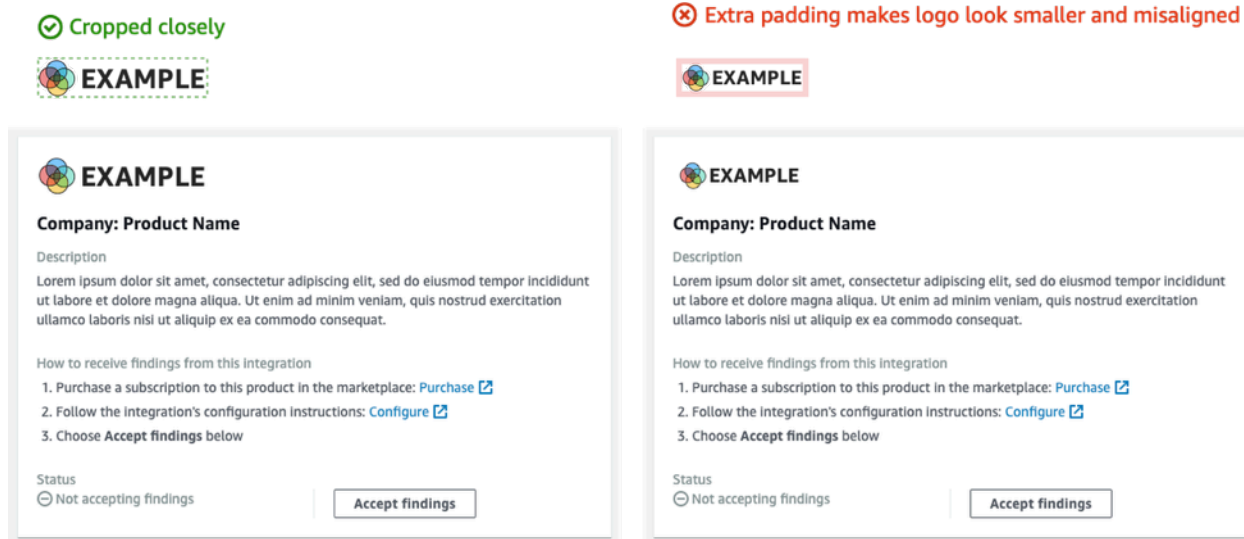 Cropped closely
EXAMPLE
EXAMPLE
Company: Product Name
Description
Lorem ipsum dolor sit amet, consectetur adipiscing elit, sed do eiusmod tempor incididunt
ut labore et dolore magna aliqua. Ut enim ad minim veniam, quis nostrud exercitation
ullamco laboris nisi ut aliquip ex ea commodo consequat.
How to receive findings from this integration
1. Purchase a subscription to this product in the marketplace: Purchase
2. Follow the integration's configuration instructions: Configure
3. Choose Accept findings below
Status
Not accepting findings
Accept findings
Extra padding makes logo look smaller and misaligned
EXAMPLE
EXAMPLE
Company: Product Name
Description
Lorem ipsum dolor sit amet, consectetur adipiscing elit, sed do eiusmod tempor incididunt
ut labore et dolore magna aliqua. Ut enim ad minim veniam, quis nostrud exercitation
ullamco laboris nisi ut aliquip ex ea commodo consequat.
How to receive findings from this integration
1. Purchase a subscription to this product in the marketplace: Purchase
2. Follow the integration's configuration instructions: Configure
3. Choose Accept findings below
Status
Not accepting findings
Accept findings